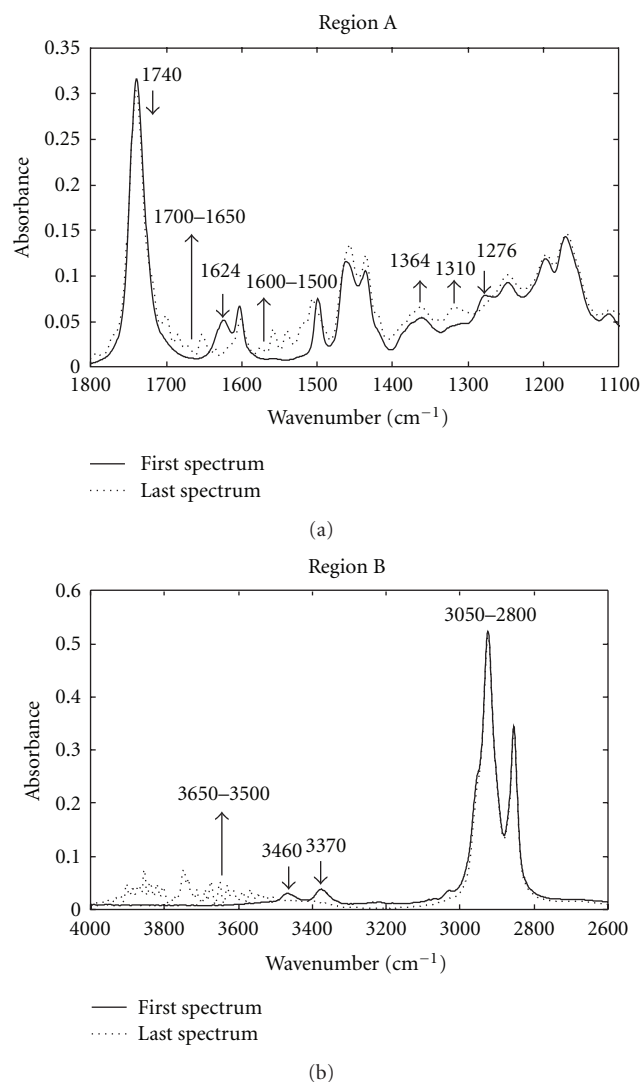 Region A
0.35
0.3
0.25
0.2
0.15
0.1
0.05
0
Absorbance
1740
1700–1650
1624
1600–1500
1364
1310
1276
1800 1700 1600 1500 1400 1300 1200 1100
Wavenumber (cm⁻¹)
First spectrum
Last spectrum
(a)
Region B
0.6
0.5
0.4
0.3
0.2
0.1
0
Absorbance
3050–2800
3650–3500
3460
3370
4000 3800 3600 3400 3200 3000 2800 2600
Wavenumber (cm⁻¹)
First spectrum
Last spectrum
(b)